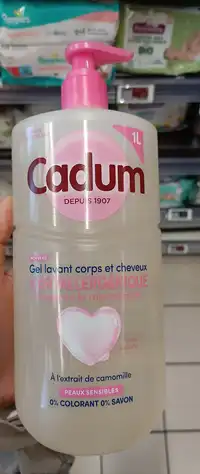 Pampers
1L
Cadum
DEPUIS 1907
Gel lavant corps et cheveux
HYPOALLERGÉNIQUE
À l'extrait de camomille
PEAUX SENSIBLES
0% COLORANT 0% SAVON